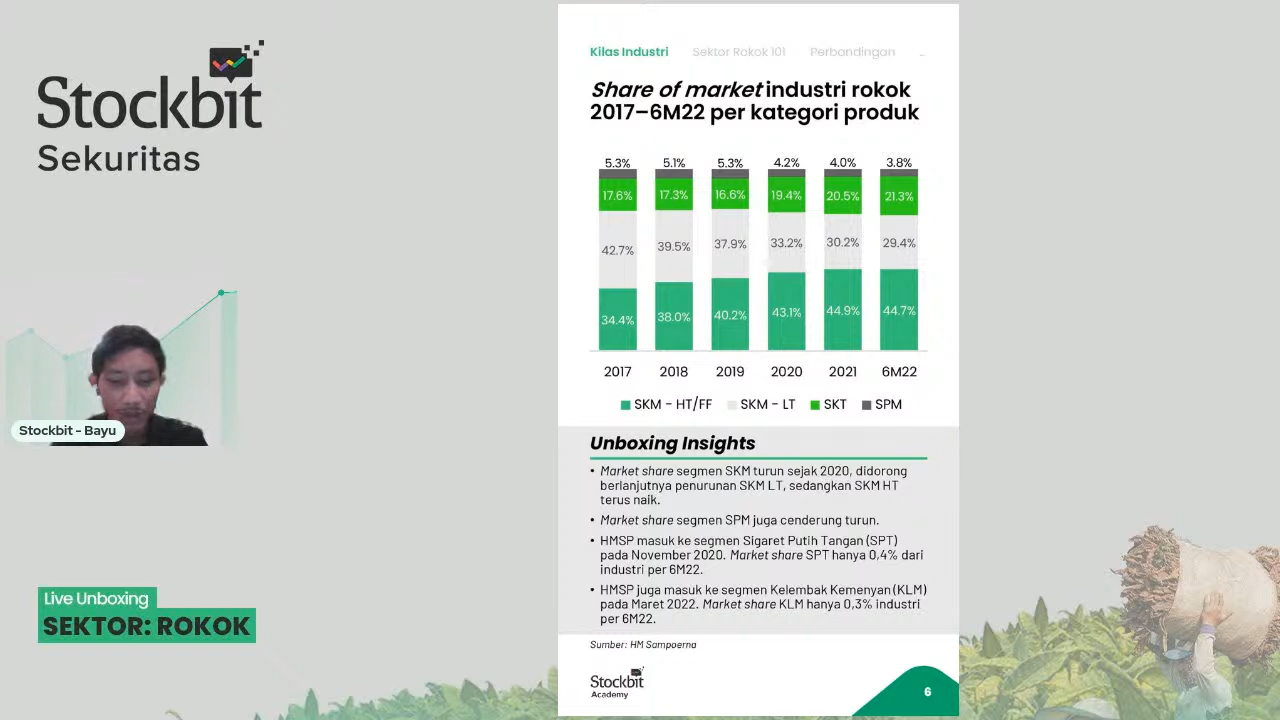 Stockbit
Sekuritas
Stockbit - Bayu
Live Unboxing
SEKTOR: ROKOK
Kilas Industri Sektor Rokok 101 Perbandingan ...
Share of market industri rokok
2017–6M22 per kategori produk
5.3% 5.1% 5.3% 4.2% 4.0% 3.8%
17.6% 17.3% 16.6% 19.4% 20.5% 21.3%
42.7% 39.5% 37.9% 33.2% 30.2% 29.4%
34.4% 38.0% 40.2% 43.1% 44.9% 44.7%
2017 2018 2019 2020 2021 6M22
SKM - HT/FF SKM - LT SKT SPM
Unboxing Insights
• Market share segmen SKM turun sejak 2020, didorong
berlanjutnya penurunan SKM LT, sedangkan SKM HT
terus naik.
• Market share segmen SPM juga cenderung turun.
• HMSP masuk ke segmen Sigaret Putih Tangan (SPT)
pada November 2020. Market share SPT hanya 0,4% dari
industri per 6M22.
• HMSP juga masuk ke segmen Kelembak Kemenyan (KLM)
pada Maret 2022. Market share KLM hanya 0,3% industri
per 6M22.
Sumber: HM Sampoerna
Stockbit
Academy
6